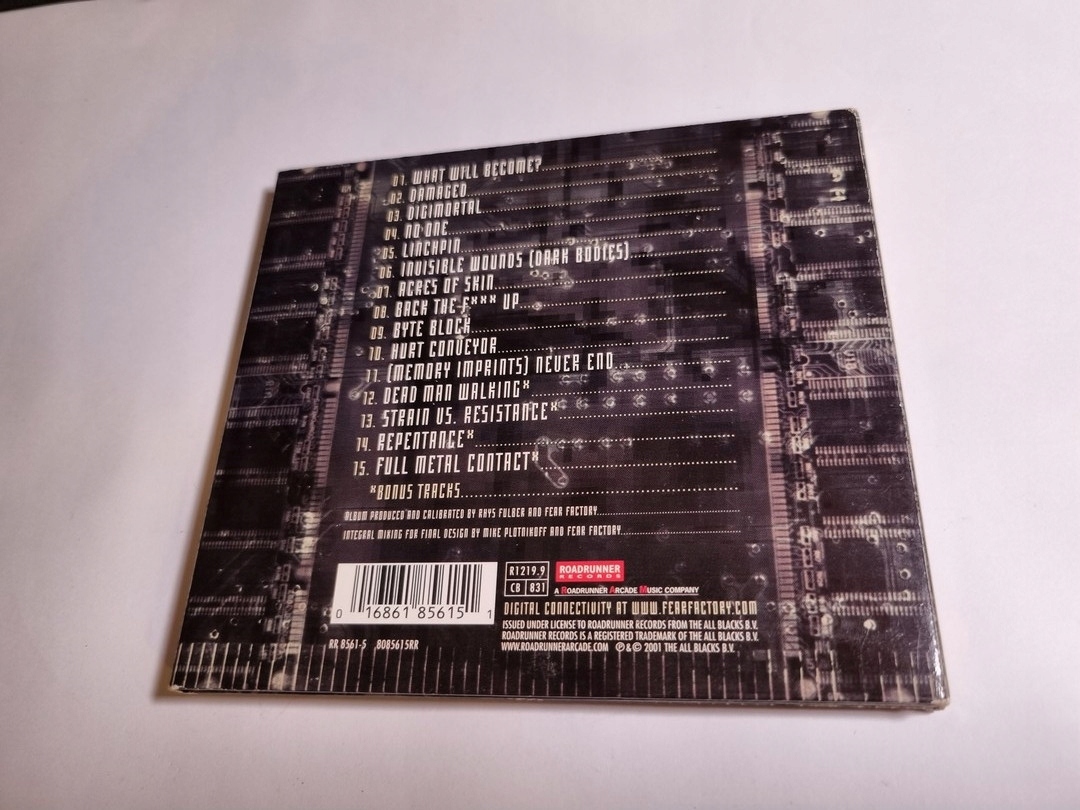 01. WHAT WILL BECOME?
02. DAMAGED
03. DIGIMORTAL
04. NO ONE
05. LINCHPIN
06. INVISIBLE WOUNDS (DARK BODIES)
07. ACRES OF SKIN
08. BACK THE F*** UP
09. BYTE BLOCK
10. HURT CONVEYOR
11. (MEMORY IMPRINTS) NEVER END
12. DEAD MAN WALKING*
13. STRAIN VS. RESISTANCE*
14. REPENTANCE*
15. FULL METAL CONTACT*
*BONUS TRACKS
ALBUM PRODUCED AND CALIBRATED BY RHYS FULBER AND FEAR FACTORY
INTEGRAL MIXING FOR FINAL DESIGN BY MIKE PLOTNIKOFF AND FEAR FACTORY
R1219.9
CB 831
ROADRUNNER
RECORDS
A ROADRUNNER ARCADE MUSIC COMPANY
0 16861 85615 1
DIGITAL CONNECTIVITY AT WWW.FEARFACTORY.COM
ISSUED UNDER LICENSE TO ROADRUNNER RECORDS FROM THE ALL BLACKS B.V.
ROADRUNNER RECORDS IS A REGISTERED TRADEMARK OF THE ALL BLACKS B.V.
WWW.ROADRUNNERARCADE.COM ℗ & © 2001 THE ALL BLACKS B.V.
RR 8561-5 .8085615RR